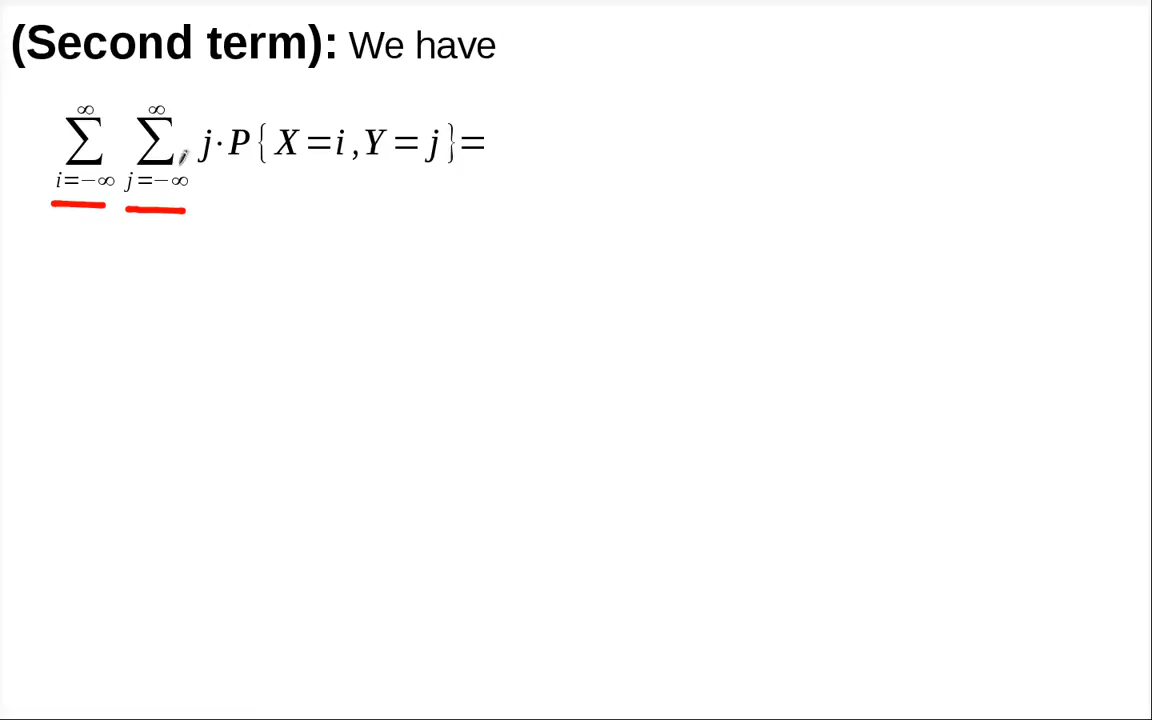 (Second term): We have
∞ ∞
∑ ∑ j·P{X=i,Y=j}=
i=−∞ j=−∞